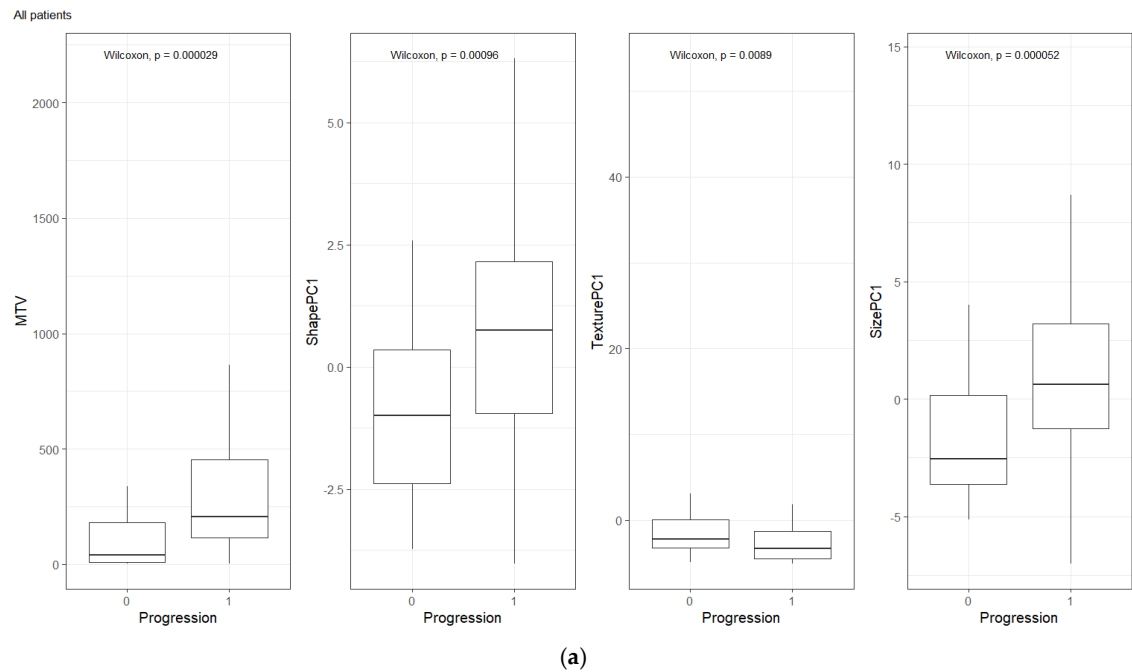 All patients
Wilcoxon, p = 0.000029
MTV
2000
1500
1000
500
0
0 1
Progression
Wilcoxon, p = 0.00096
ShapePC1
5.0
2.5
0.0
-2.5
0 1
Progression
Wilcoxon, p = 0.0089
TexturePC1
40
20
0
0 1
Progression
Wilcoxon, p = 0.000052
SizePC1
15
10
5
0
-5
0 1
Progression
(a)